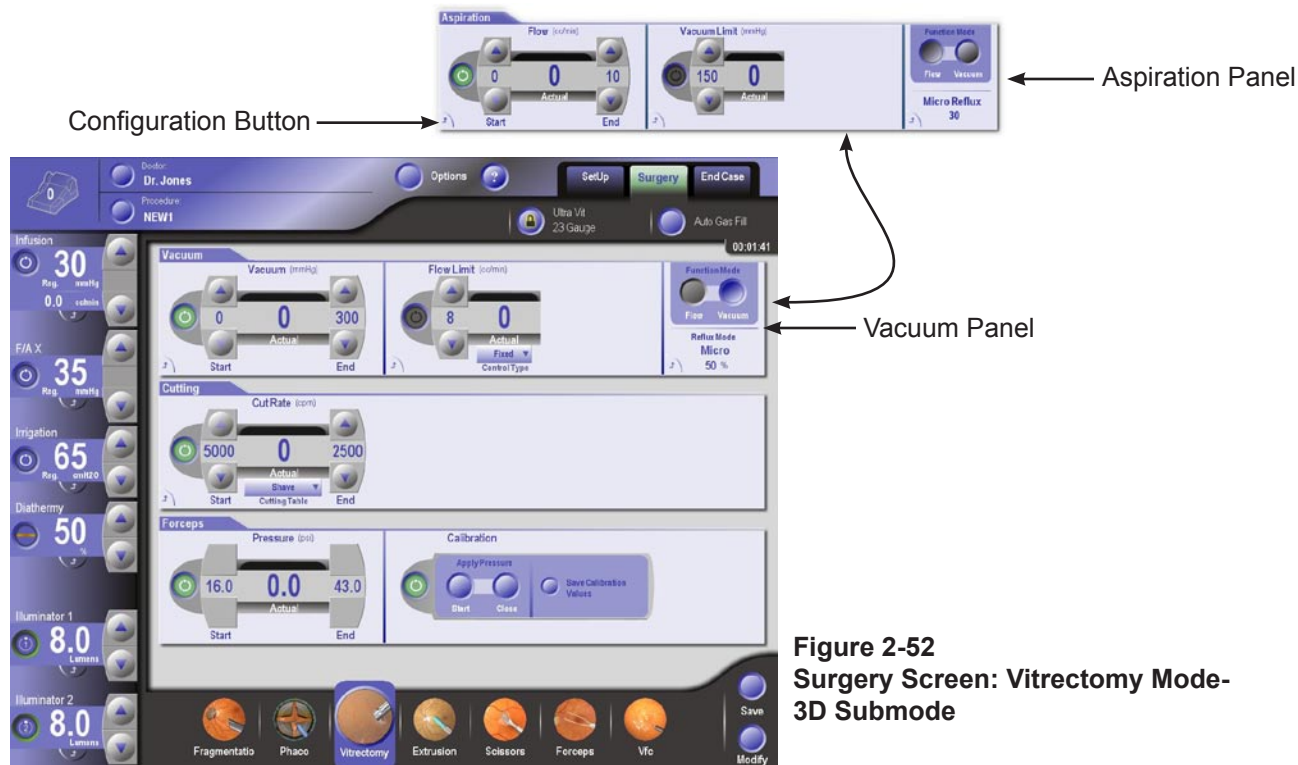 Aspiration
Flow (cc/min)
Vacuum Limit (mmHg)
Function Mode
0 0 10
150 0
Flow Vacuum
Actual
Actual
Micro Reflux
30
Start End
Aspiration Panel
Configuration Button
Doctor:
Dr. Jones
Procedure:
NEW1
0
Options ?
SetUp Surgery End Case
Ultra Vit
23 Gauge
Auto Gas Fill
00:01:41
Infusion
30
Reg. mmHg
0.0 cc/min
F/A X
35
Reg. mmHg
Irrigation
65
Reg. cmH2O
Diathermy
50
%
Illuminator 1
8.0
Lumens
Illuminator 2
8.0
Lumens
Vacuum
Vacuum (mmHg)
Flow Limit (cc/min)
Function Mode
0 0 300
8 0
Flow Vacuum
Actual
Actual
Fixed
Control Type
Reflux Mode
Micro
50 %
Start End
Vacuum Panel
Cutting
Cut Rate (cpm)
5000 0 2500
Actual
Shave
Start Cutting Table End
Forceps
Pressure (psi)
Calibration
16.0 0.0 43.0
Actual
Start End
Apply Pressure
Start Close
Save Calibration
Values
Fragmentatio Phaco Vitrectomy Extrusion Scissors Forceps Vfc
Save
Modify
Figure 2-52
Surgery Screen: Vitrectomy Mode-
3D Submode